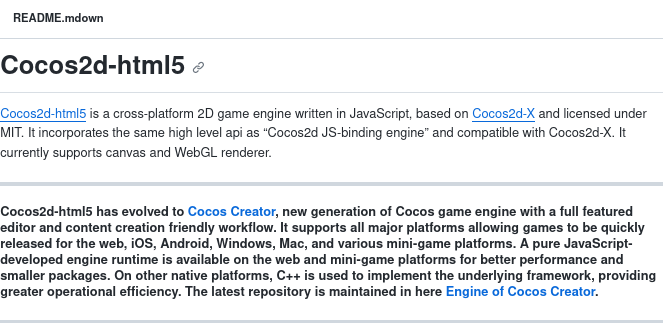 README.mdown
Cocos2d-html5
Cocos2d-html5 is a cross-platform 2D game engine written in JavaScript, based on Cocos2d-X and licensed under
MIT. It incorporates the same high level api as “Cocos2d JS-binding engine” and compatible with Cocos2d-X. It
currently supports canvas and WebGL renderer.
Cocos2d-html5 has evolved to Cocos Creator, new generation of Cocos game engine with a full featured
editor and content creation friendly workflow. It supports all major platforms allowing games to be quickly
released for the web, iOS, Android, Windows, Mac, and various mini-game platforms. A pure JavaScript-
developed engine runtime is available on the web and mini-game platforms for better performance and
smaller packages. On other native platforms, C++ is used to implement the underlying framework, providing
greater operational efficiency. The latest repository is maintained in here Engine of Cocos Creator.